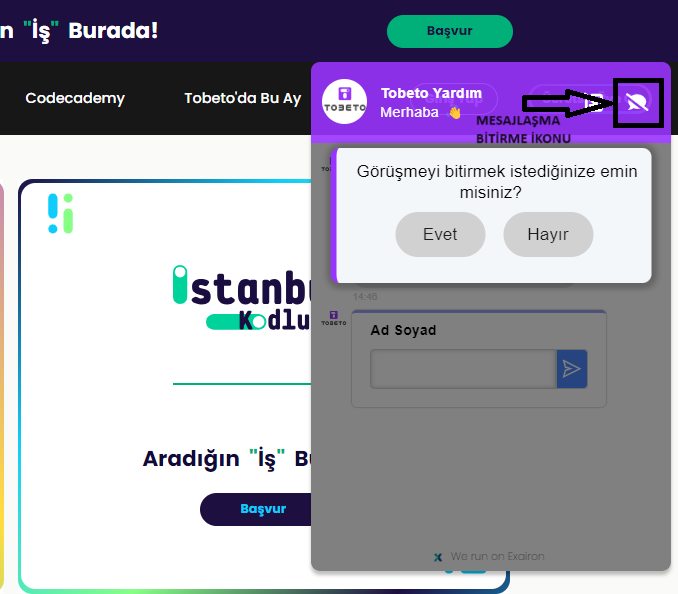 n "İş" Burada!
Başvur
Codecademy
Tobeto'da Bu Ay
TOBETO
Tobeto Yardım
Merhaba 👋
MESAJLAŞMA
BİTİRME İKONU
Görüşmeyi bitirmek istediğinize emin
misiniz?
Evet
Hayır
14:46
TOBETO
Ad Soyad
istanbu
Kodlu
Aradığın "İş" Bu
Başvur
We run on Exairon